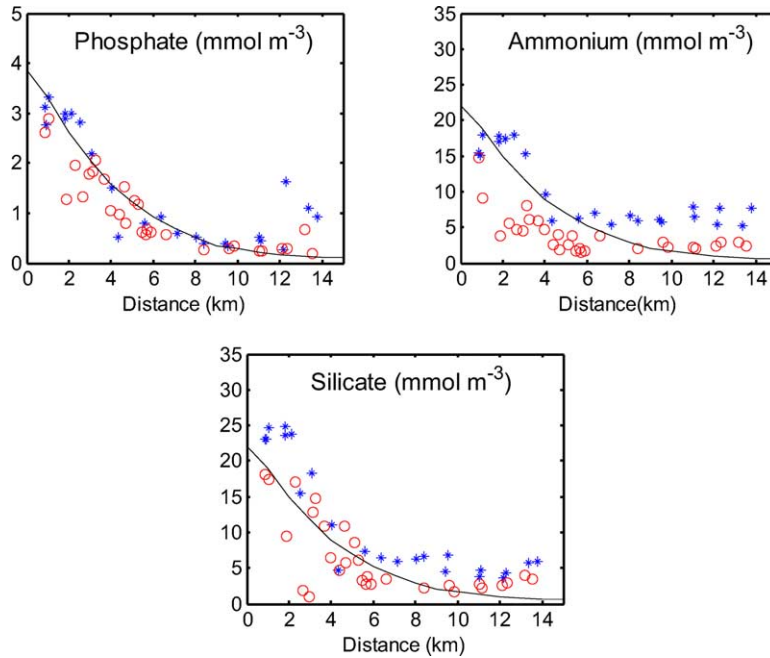 Phosphate (mmol m-3)
5
4
3
2
1
0
0 2 4 6 8 10 12 14
Distance (km)
Ammonium (mmol m-3)
35
30
25
20
15
10
5
0
0 2 4 6 8 10 12 14
Distance(km)
Silicate (mmol m-3)
35
30
25
20
15
10
5
0
0 2 4 6 8 10 12 14
Distance (km)